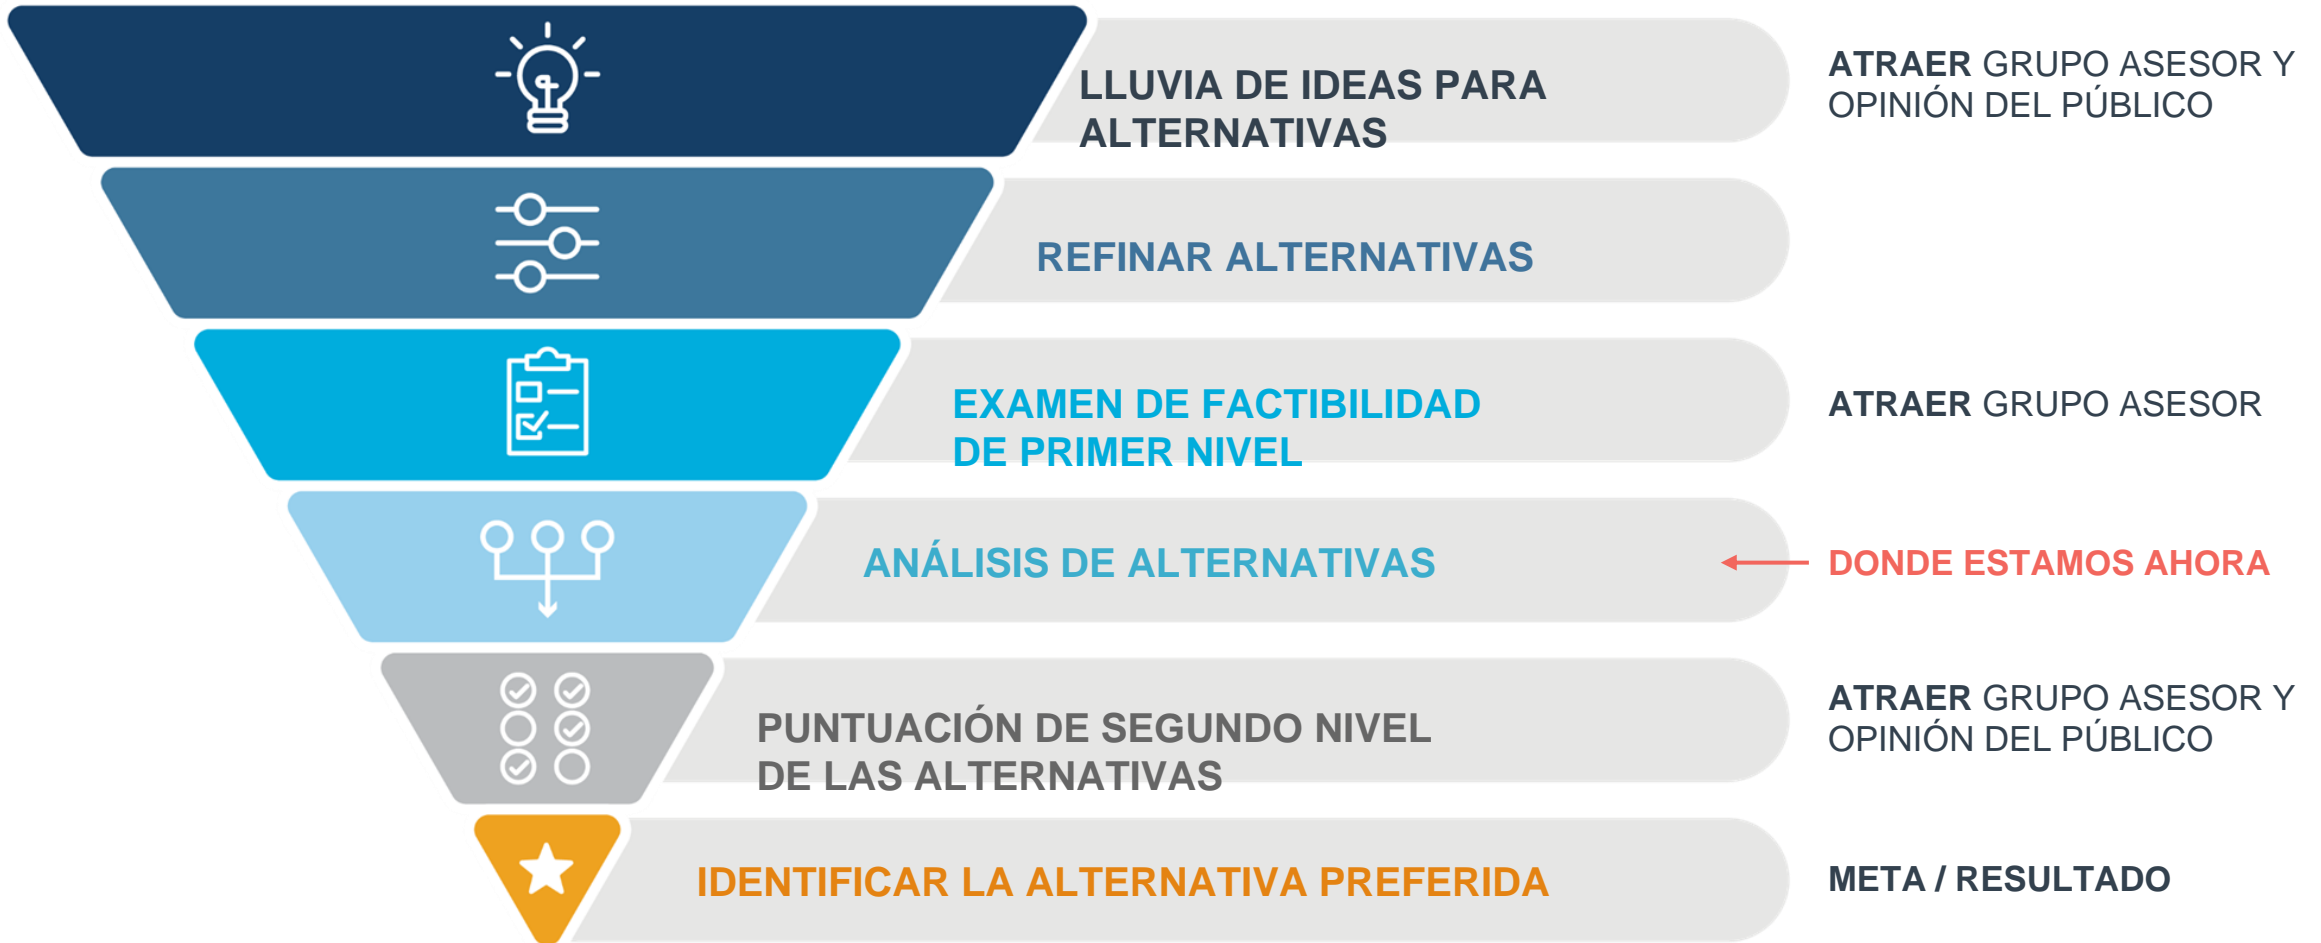 LLUVIA DE IDEAS PARA
ALTERNATIVAS
ATRAER GRUPO ASESOR Y
OPINIÓN DEL PÚBLICO
REFINAR ALTERNATIVAS
EXAMEN DE FACTIBILIDAD
DE PRIMER NIVEL
ATRAER GRUPO ASESOR
ANÁLISIS DE ALTERNATIVAS
DONDE ESTAMOS AHORA
PUNTUACIÓN DE SEGUNDO NIVEL
DE LAS ALTERNATIVAS
ATRAER GRUPO ASESOR Y
OPINIÓN DEL PÚBLICO
IDENTIFICAR LA ALTERNATIVA PREFERIDA
META / RESULTADO